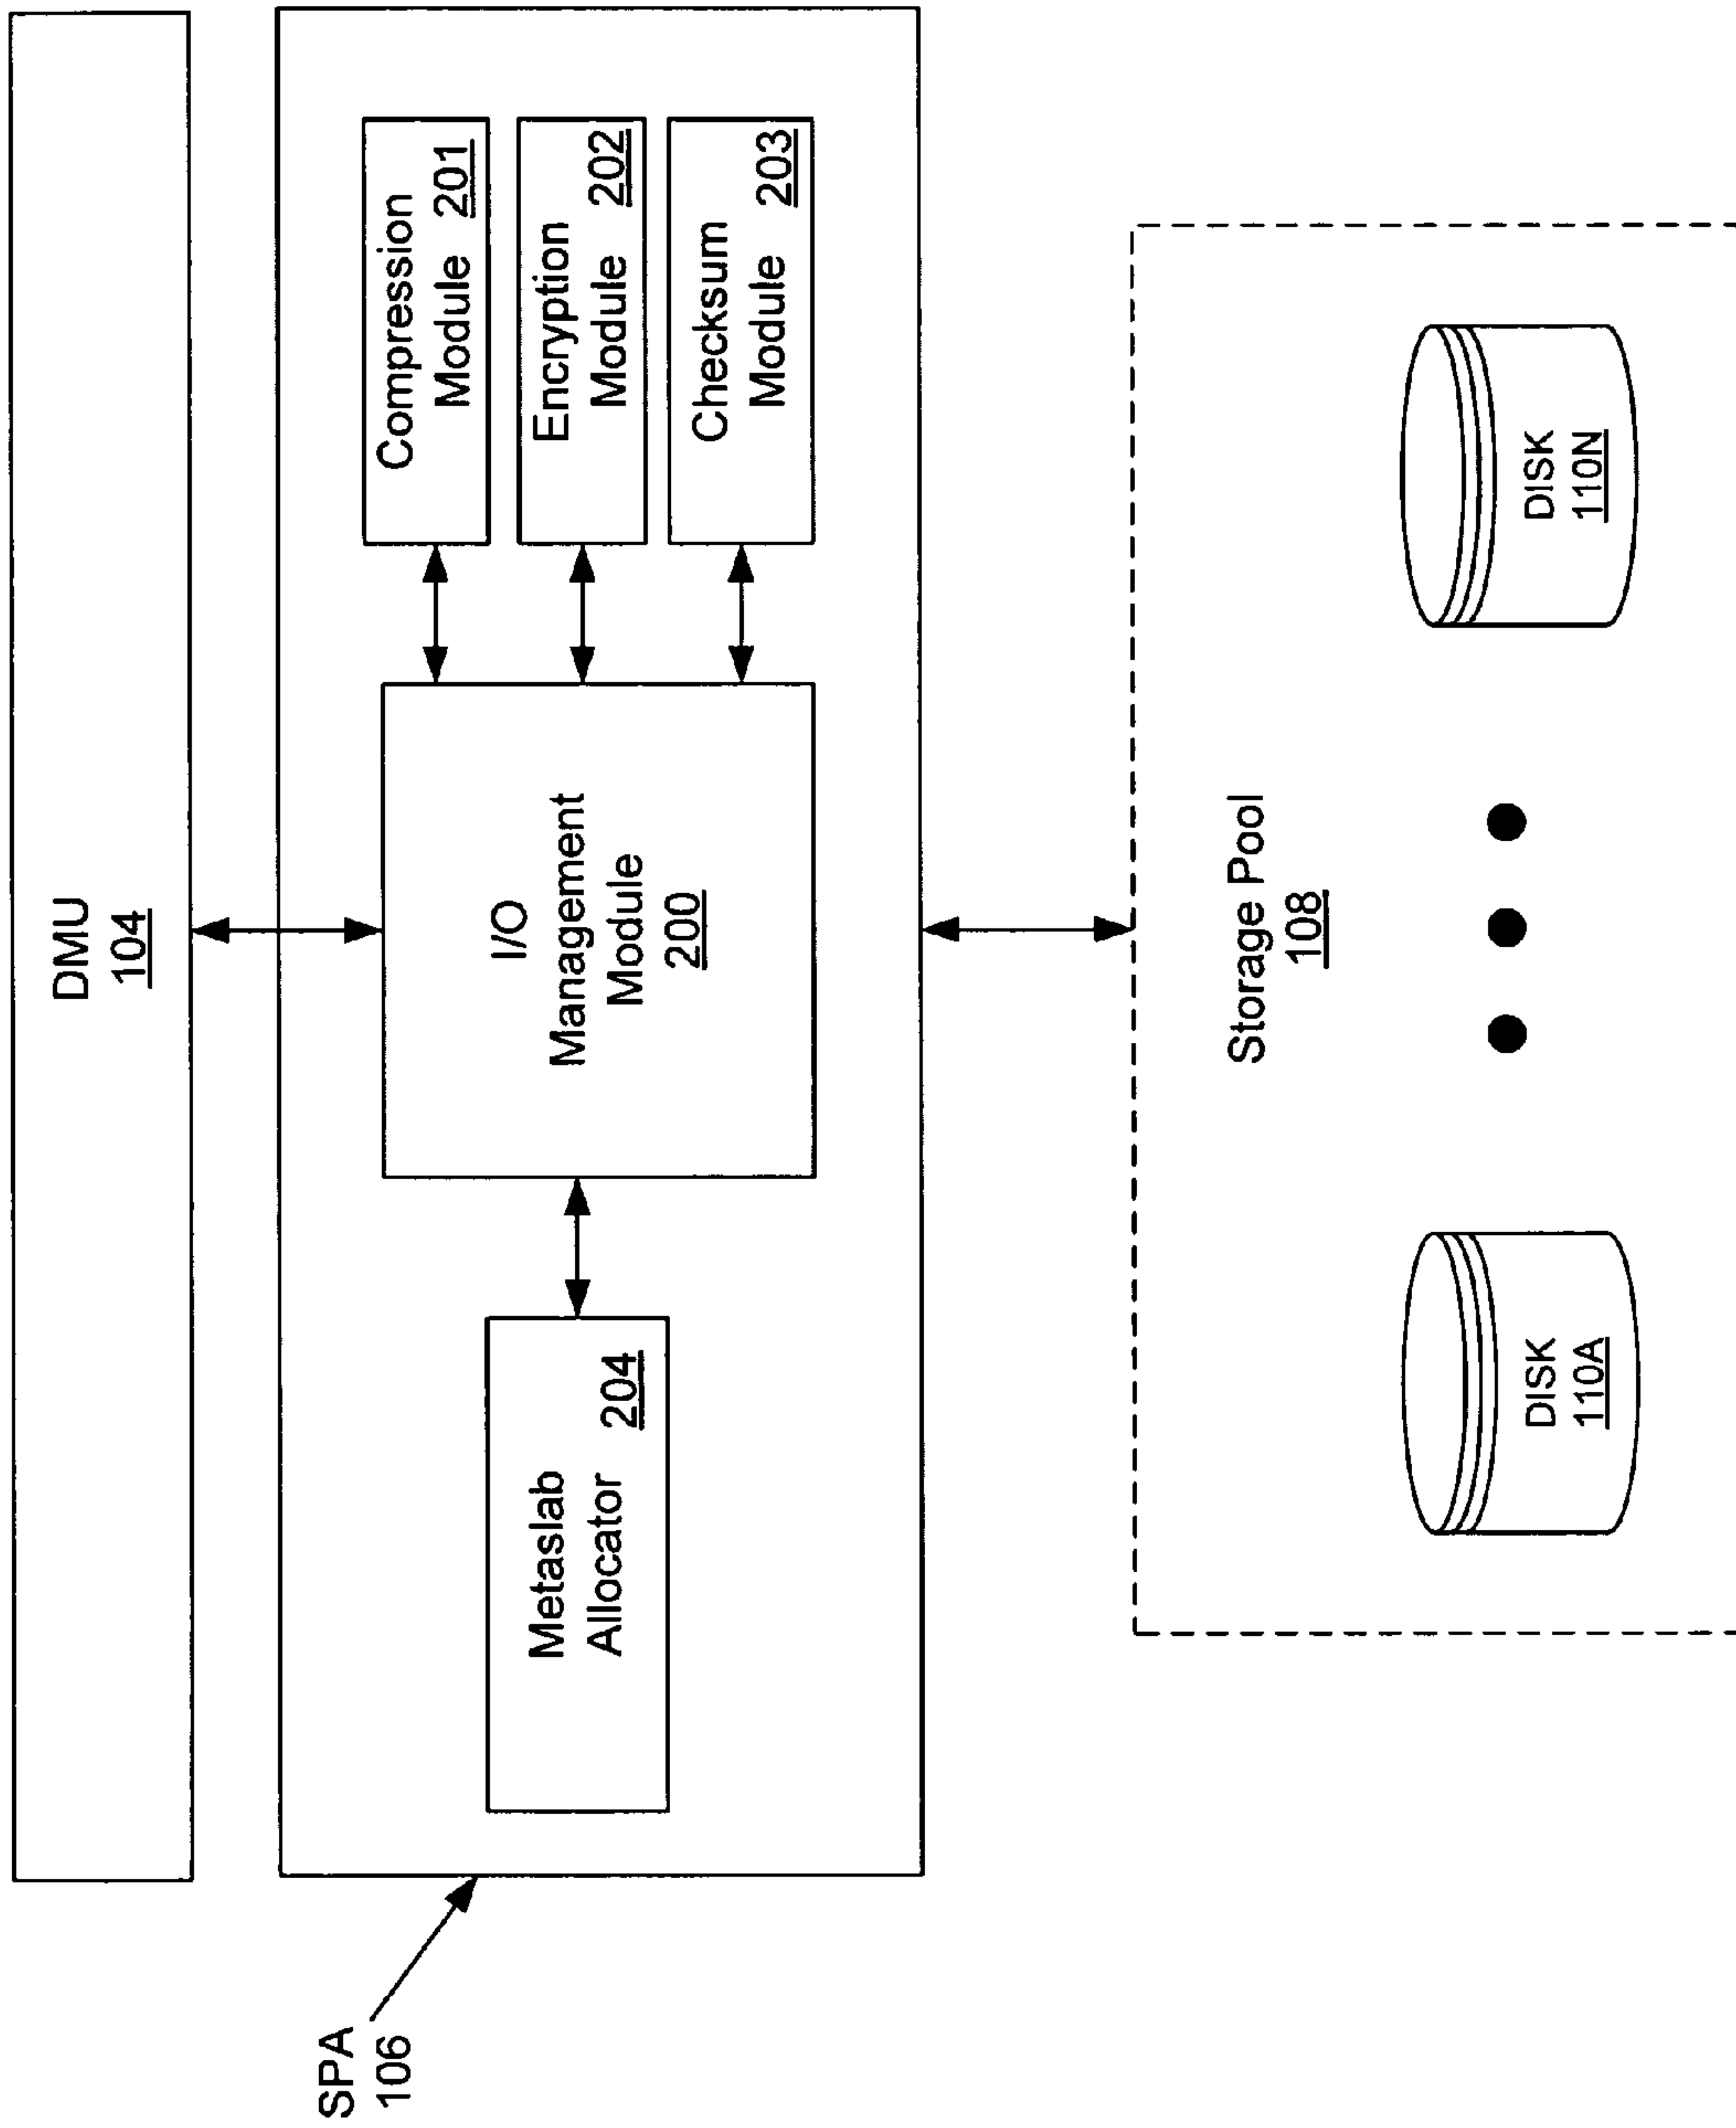 DMU
104
SPA
106
Metaslab
Allocator
204
I/O
Management
Module
200
Compression
Module 201
Encryption
Module 202
Checksum
Module 203
Storage Pool
108
DISK
110A
DISK
110N